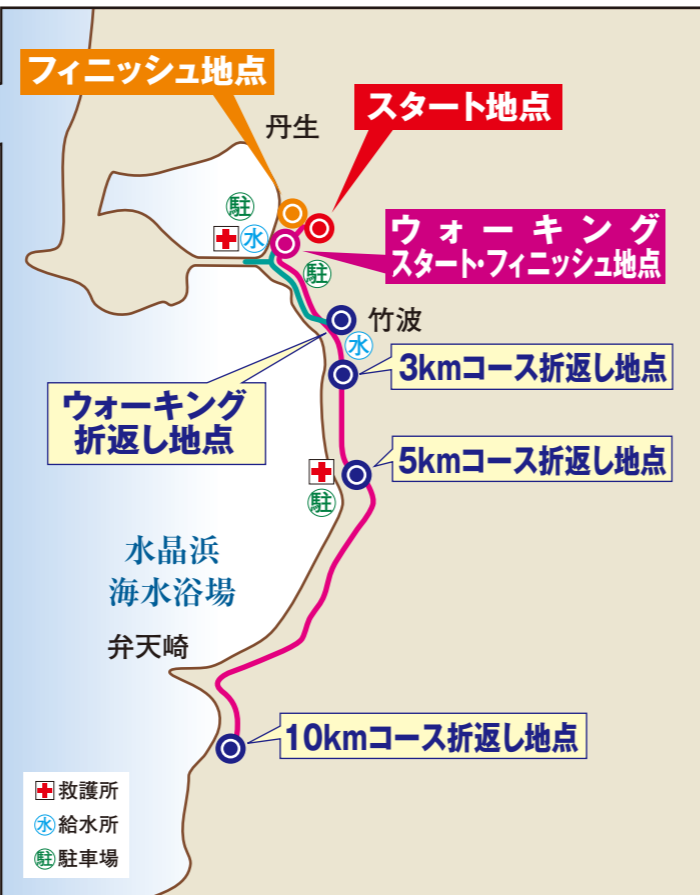 フィニッシュ地点
スタート地点
丹生
駐
水
ウォーキング
スタート・フィニッシュ地点
駐
竹波
水
3kmコース折返し地点
ウォーキング
折返し地点
5kmコース折返し地点
駐
水晶浜
海水浴場
弁天崎
10kmコース折返し地点
救護所
水 給水所
駐 駐車場